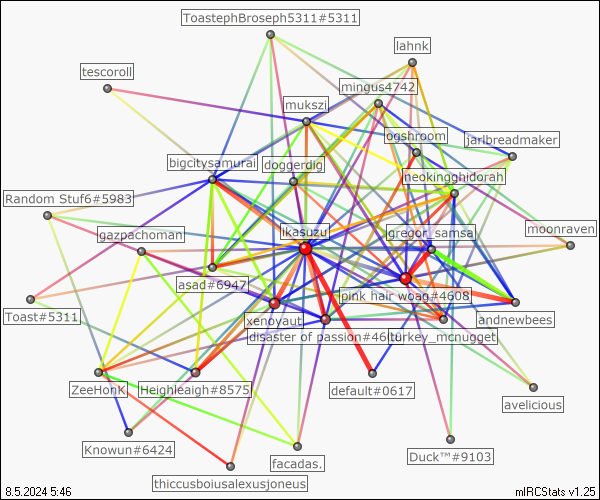 ToastephBroseph5311#5311
lahnk
tescoroll
mingus4742
mukszi
logshroom
jarlbreadmaker
bigcitysamurai
doggerdig
neokingghidorah
Random Stuf6#5983
moonraven
gazpachoman
likasuzu
gregor_samsa
asad#6947
Toast#5311
pink hair woag#4608
andnewbees
xenoyaut
disaster of passion#46
turkey_mcnugget
ZeeHonK
Heighleaigh#8575
default#0617
avelicious
Knowun#6424
facadas.
Duck™#9103
thiccusboiusalexusjoneus
8.5.2024 5:46
mIRCStats v1.25